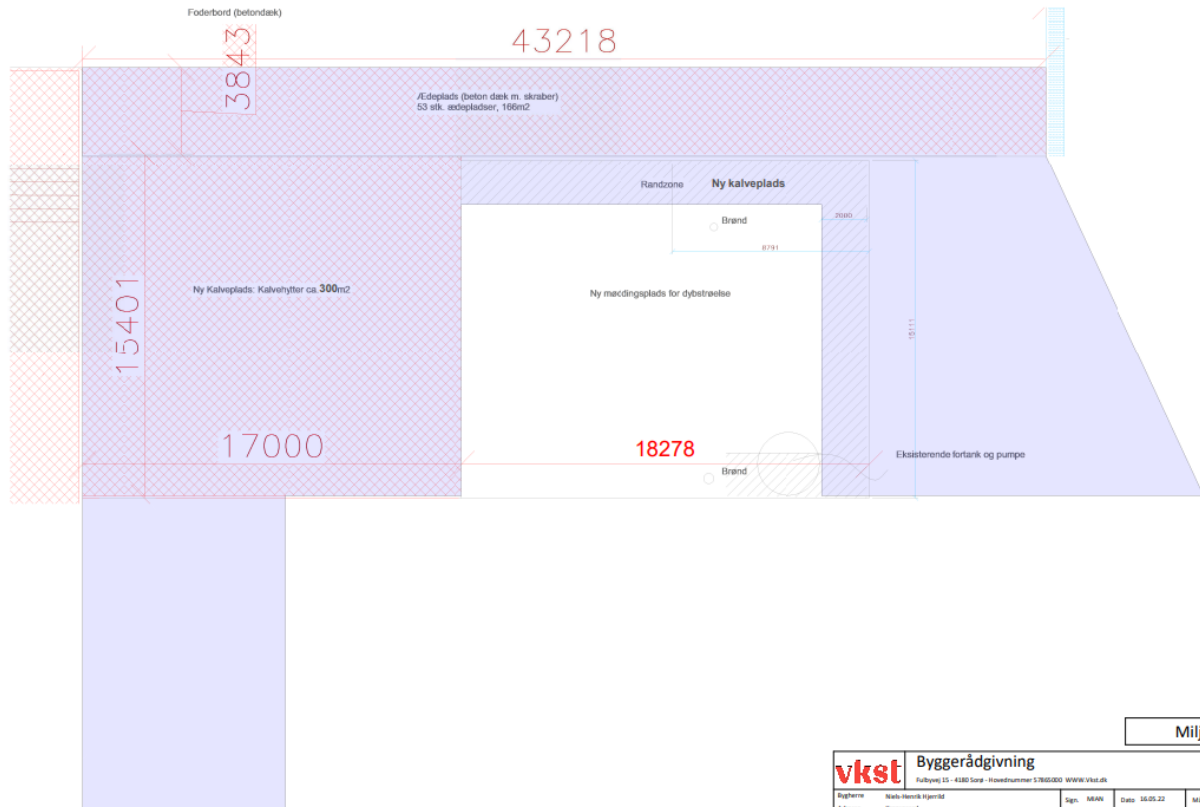 Foderbord (betondæk)
43218
3843
Ædeplads (beton dæk m. skraber)
53 stk. ædepladser, 166m2
Randzone
Ny kalveplads
Brønd
2000
8791
Ny Kalveplads: Kalvehytter ca. 300m2
Ny møddingsplads for dybstrøelse
15401
15111
17000
18278
Eksisterende fortank og pumpe
Brønd
Milj
vkst
Byggerådgivning
Fulbyvej 15 - 4180 Sorø - Hovednummer 57865000 WWW.Vkst.dk
Bygherre Niels-Henrik Hjerrild
Sign. MIAN
Dato 16.05.22